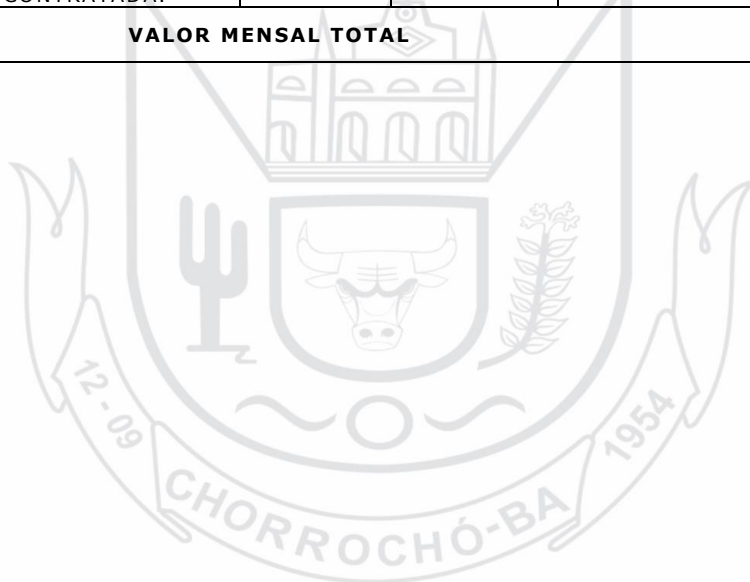 CONTRATADA.
VALOR MENSAL TOTAL
12-09
1954
CHORROCHÓ-BA